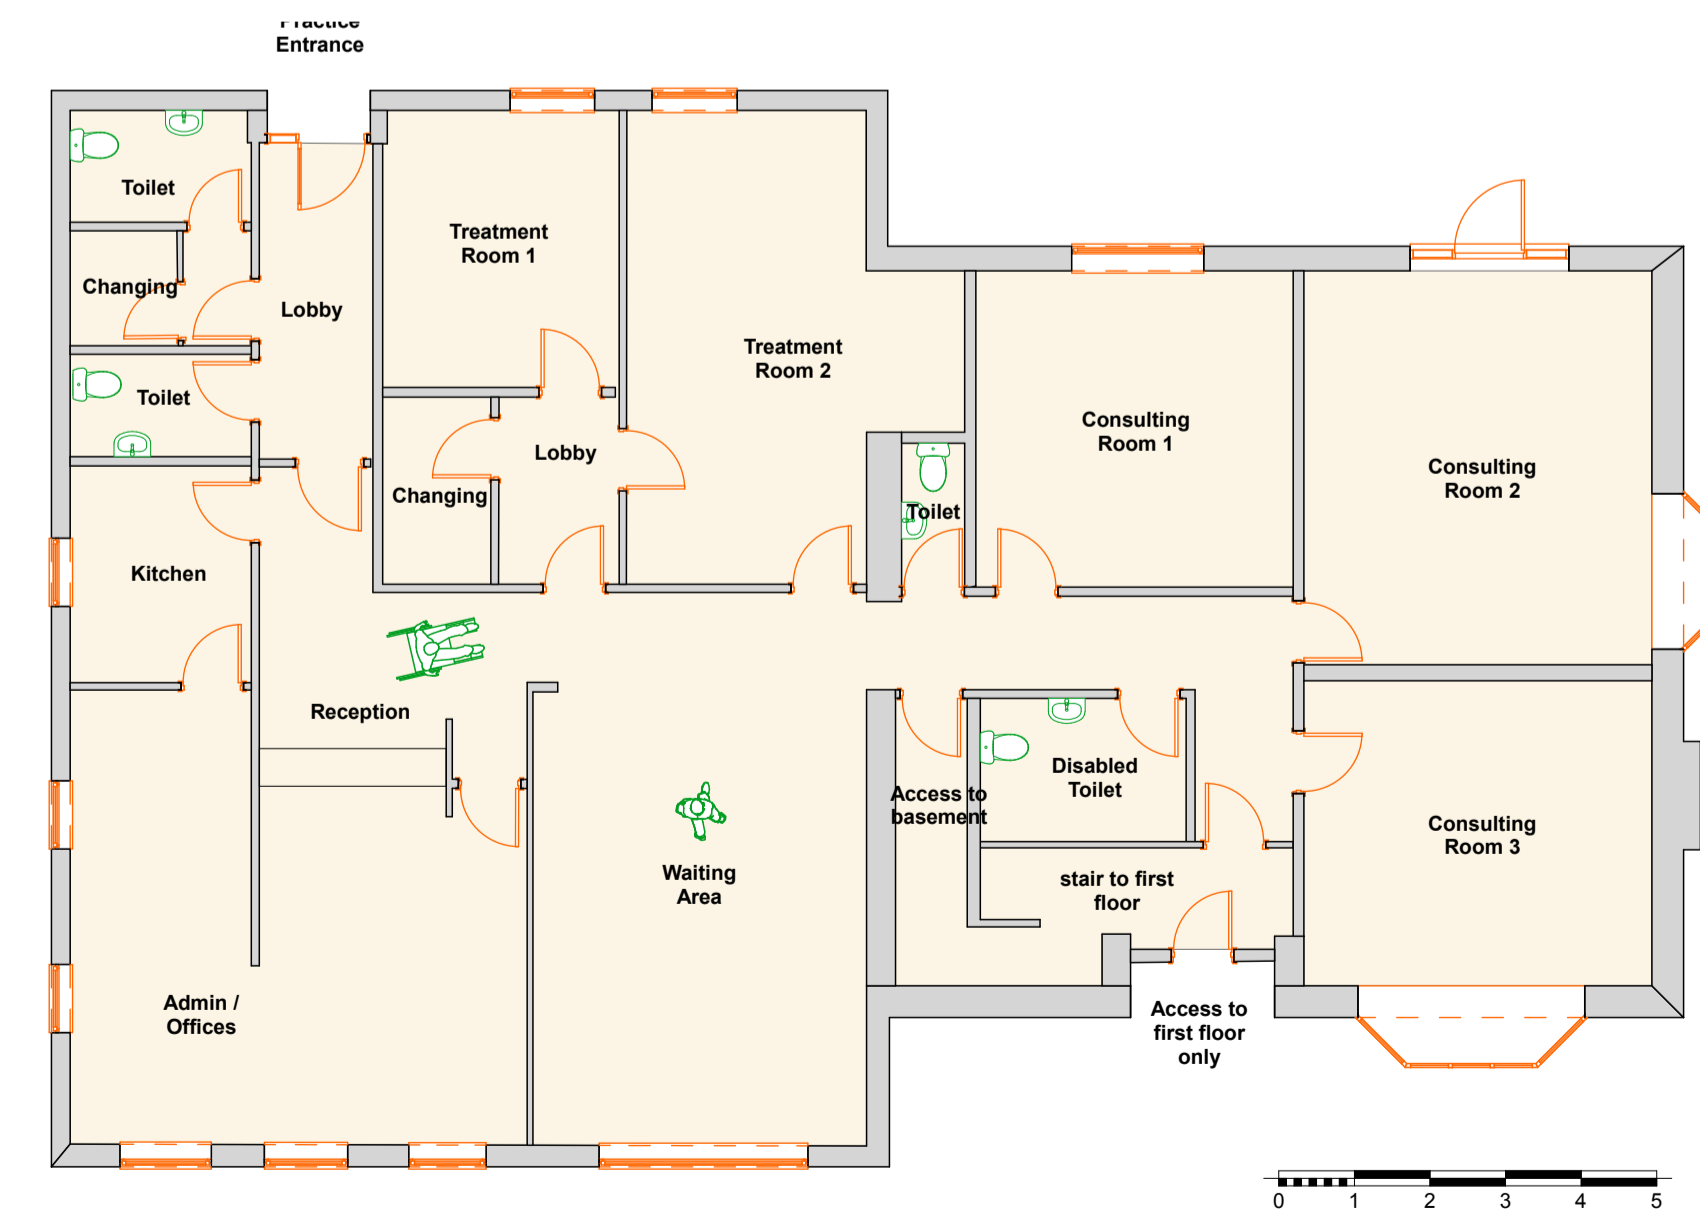 Practice
Entrance
Toilet
Changing
Lobby
Toilet
Kitchen
Treatment
Room 1
Treatment
Room 2
Lobby
Changing
Toilet
Consulting
Room 1
Consulting
Room 2
Reception
Disabled
Toilet
Access to
basement
Waiting
Area
stair to first
floor
Consulting
Room 3
Admin /
Offices
Access to
first floor
only
0 1 2 3 4 5